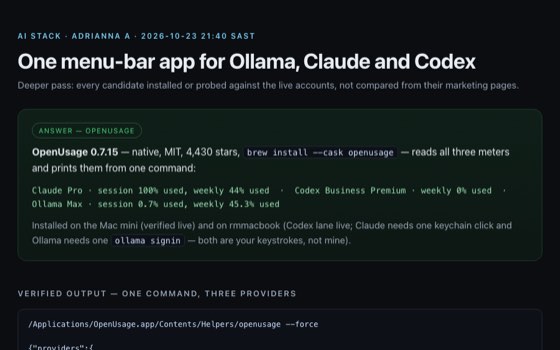 AI STACK · ADRIANNA A · 2026-10-23 21:40 SAST
One menu-bar app for Ollama, Claude and Codex
Deeper pass: every candidate installed or probed against the live accounts, not compared from their marketing pages.
ANSWER — OPENUSAGE
OpenUsage 0.7.15 — native, MIT, 4,430 stars, brew install --cask openusage — reads all three meters
and prints them from one command:
Claude Pro · session 100% used, weekly 44% used · Codex Business Premium · weekly 0% used ·
Ollama Max · session 0.7% used, weekly 45.3% used
Installed on the Mac mini (verified live) and on rmmacbook (Codex lane live; Claude needs one keychain click and
Ollama needs one ollama signin — both are your keystrokes, not mine).
VERIFIED OUTPUT — ONE COMMAND, THREE PROVIDERS
/Applications/OpenUsage.app/Contents/Helpers/openusage --force
{"providers":{